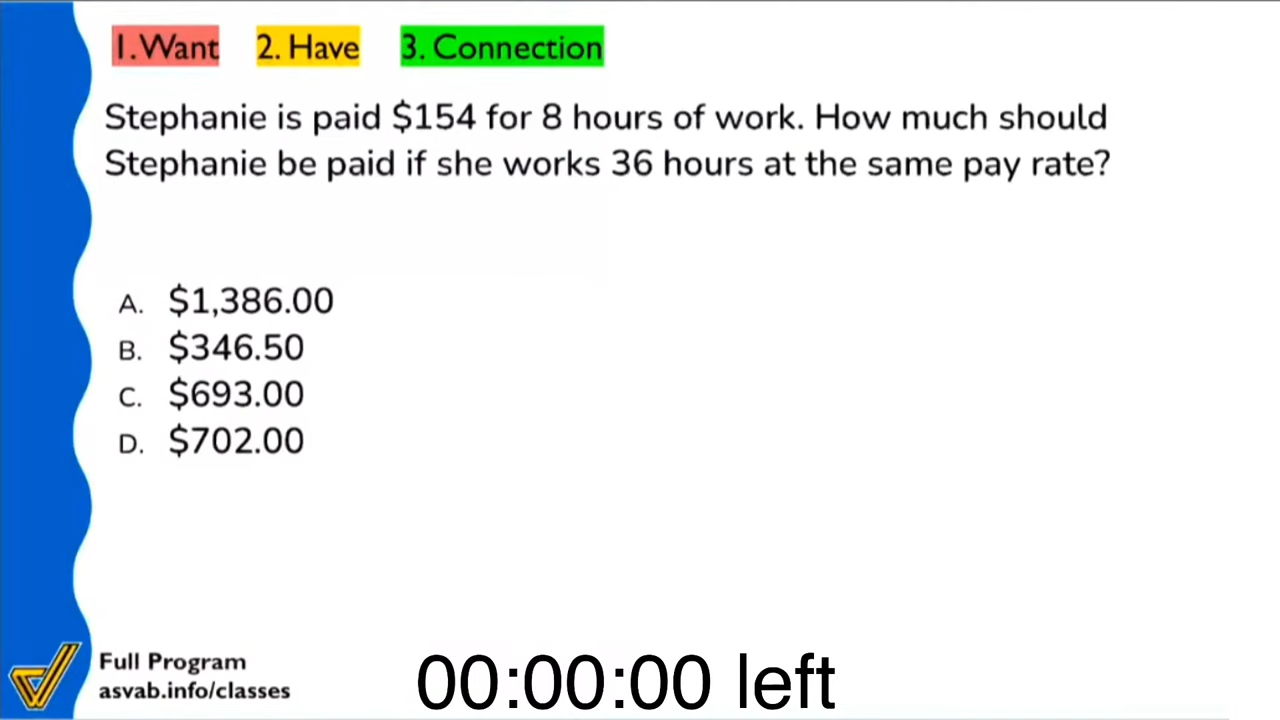 1. Want 2. Have 3. Connection
Stephanie is paid $154 for 8 hours of work. How much should
Stephanie be paid if she works 36 hours at the same pay rate?
A. $1,386.00
B. $346.50
C. $693.00
D. $702.00
Full Program
asvab.info/classes
00:00:00 left